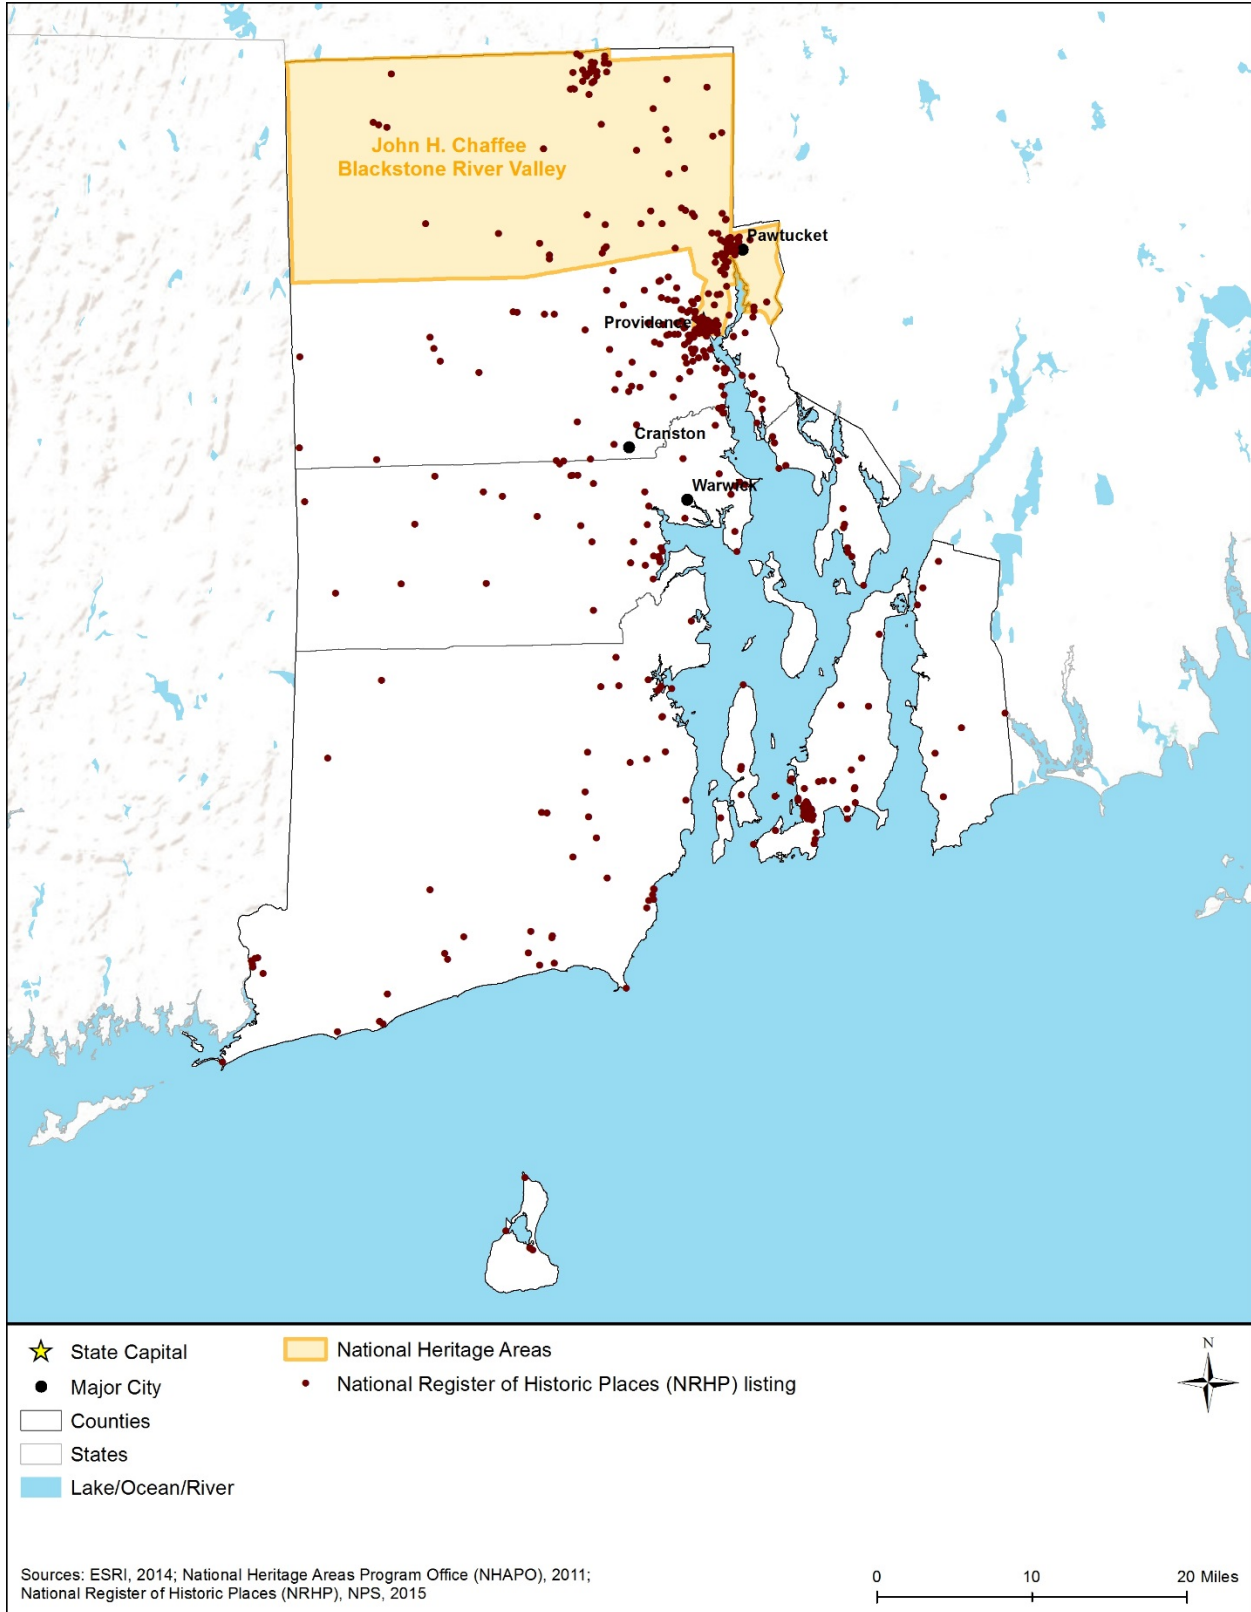 John H. Chaffee
Blackstone River Valley
Pawtucket
Providence
Cranston
Warwick
State Capital
Major City
Counties
States
Lake/Ocean/River
National Heritage Areas
National Register of Historic Places (NRHP) listing
N
Sources: ESRI, 2014; National Heritage Areas Program Office (NHAPO), 2011;
National Register of Historic Places (NRHP), NPS, 2015
0 10 20 Miles